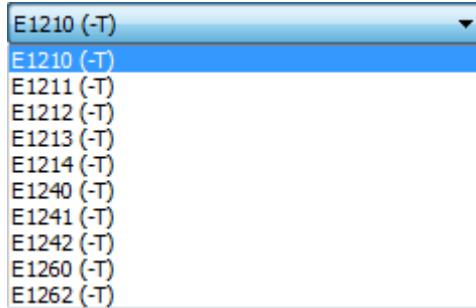 E1210 (-T)
E1210 (-T)
E1211 (-T)
E1212 (-T)
E1213 (-T)
E1214 (-T)
E1240 (-T)
E1241 (-T)
E1242 (-T)
E1260 (-T)
E1262 (-T)